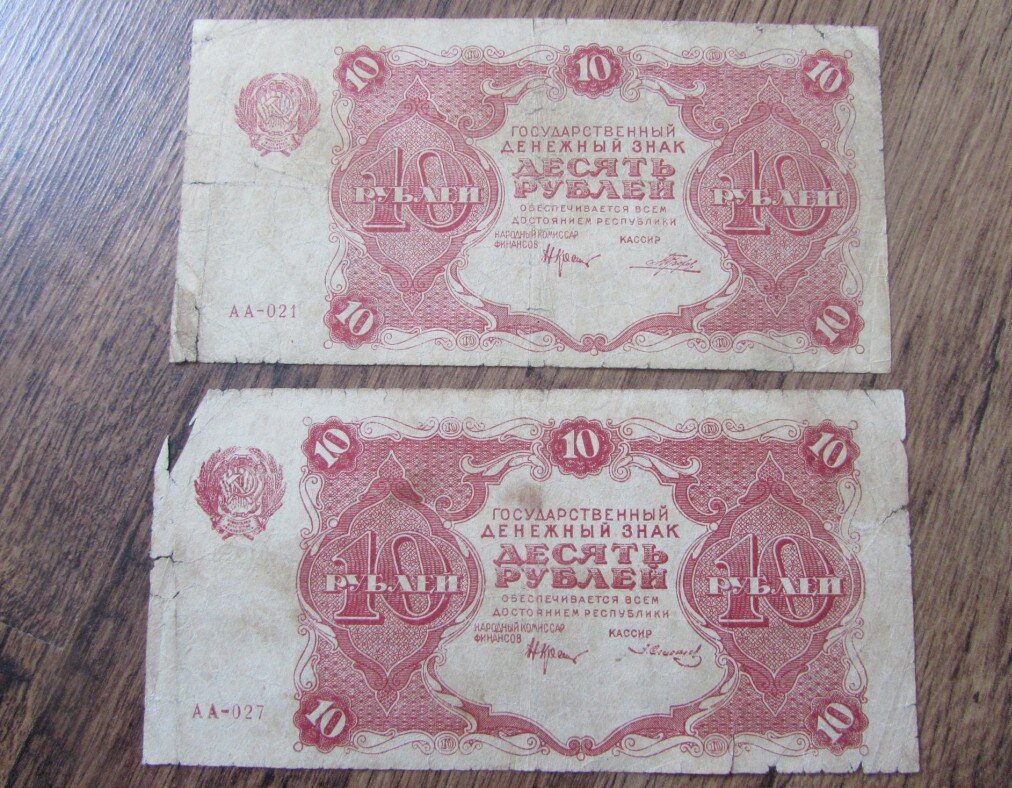 10 10 10
ГОСУДАРСТВЕННЫЙ
ДЕНЕЖНЫЙ ЗНАК
ДЕСЯТЬ
РУБЛЕЙ
10 РУБЛЕЙ
10 РУБЛЕЙ
ОБЕСПЕЧИВАЕТСЯ ВСЕМ
ДОСТОЯНИЕМ РЕСПУБЛИКИ
НАРОДНЫЙ КОМИССАР
ФИНАНСОВ
КАССИР
АА-021
10 10
10 10 10
ГОСУДАРСТВЕННЫЙ
ДЕНЕЖНЫЙ ЗНАК
ДЕСЯТЬ
РУБЛЕЙ
10 РУБЛЕЙ
10 РУБЛЕЙ
ОБЕСПЕЧИВАЕТСЯ ВСЕМ
ДОСТОЯНИЕМ РЕСПУБЛИКИ
НАРОДНЫЙ КОМИССАР
ФИНАНСОВ
КАССИР
АА-027
10 10